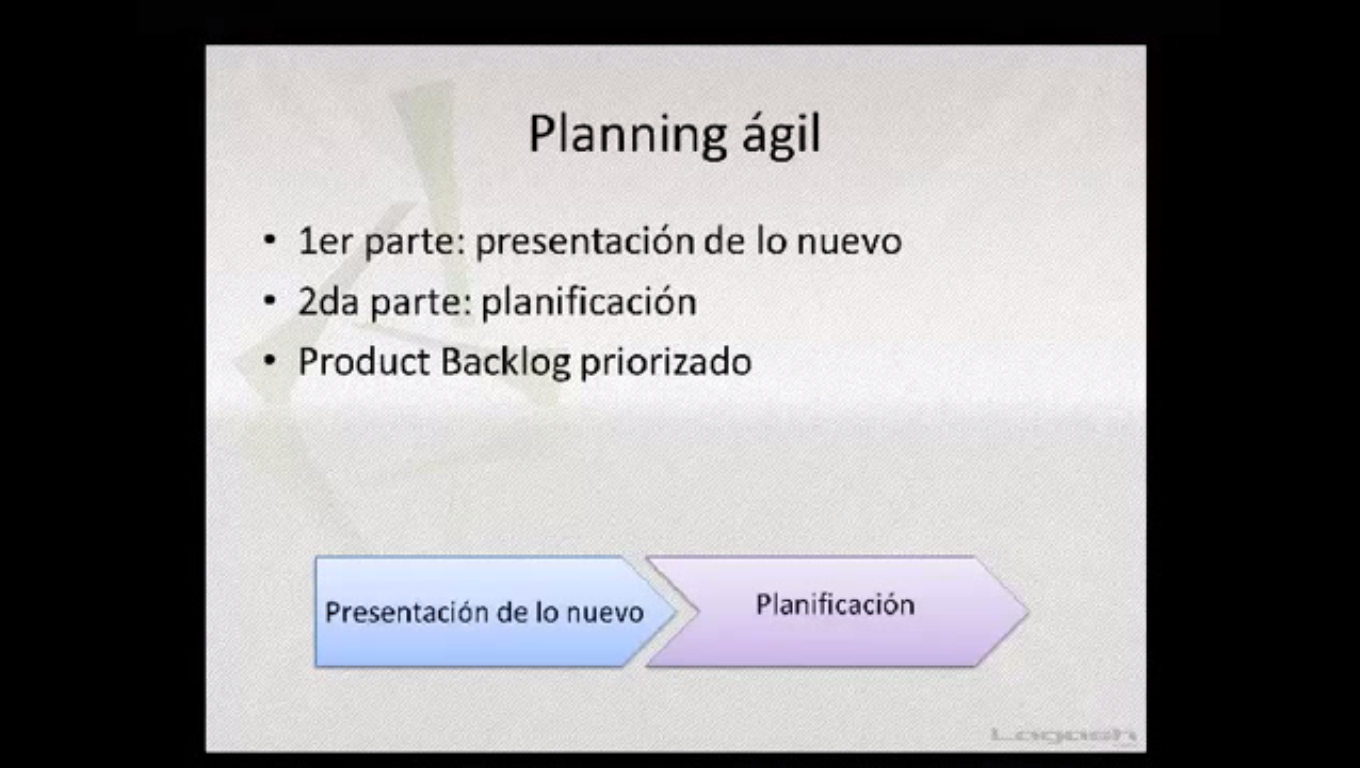 Planning ágil
• 1er parte: presentación de lo nuevo
• 2da parte: planificación
• Product Backlog priorizado
Presentación de lo nuevo
Planificación
Lagash